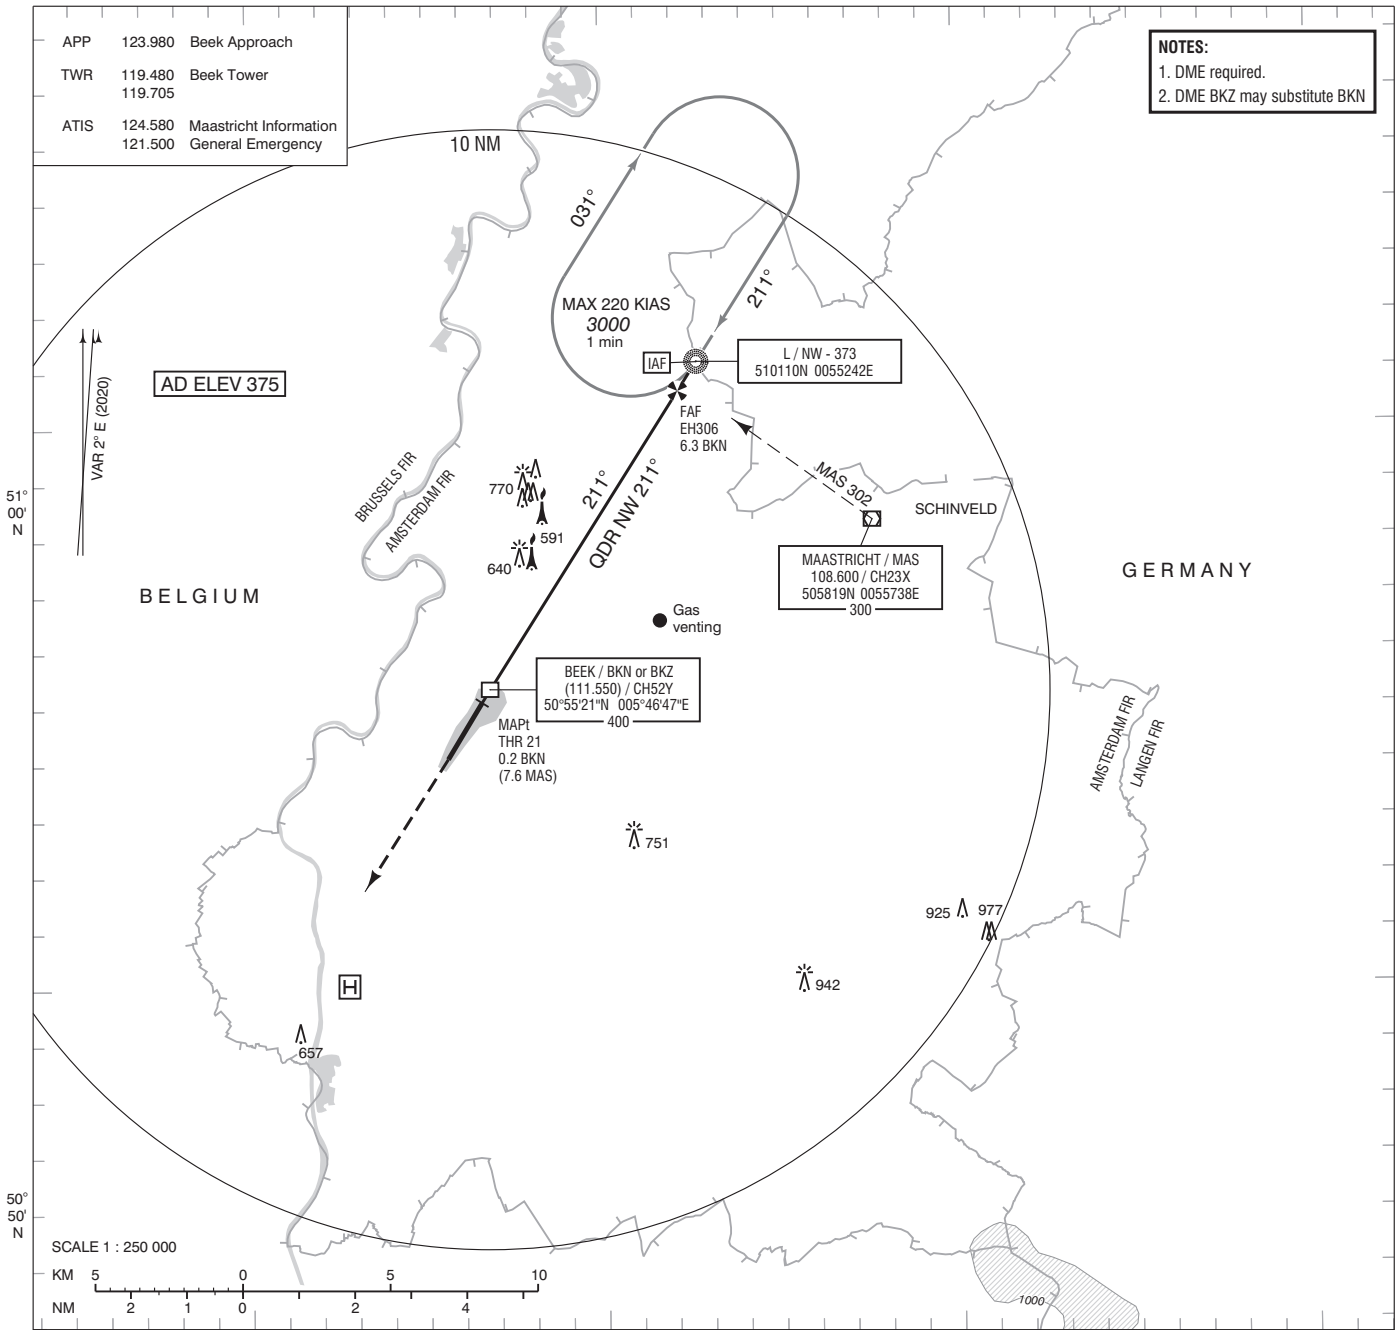 APP 123.980 Beek Approach
TWR 119.480 Beek Tower
119.705
ATIS 124.580 Maastricht Information
121.500 General Emergency
NOTES:
1. DME required.
2. DME BKZ may substitute BKN
10 NM
031°
211°
MAX 220 KIAS
3000
1 min
IAF
L / NW - 373
510110N 0055242E
AD ELEV 375
VAR 2° E (2020)
FAF
EH306
6.3 BKN
BRUSSELS FIR
AMSTERDAM FIR
770
591
640
211°
QDR NW 211°
MAS 302
SCHINVELD
51°
00'
N
MAASTRICHT / MAS
108.600 / CH23X
505819N 0055738E
300
GERMANY
BELGIUM
Gas
venting
BEEK / BKN or BKZ
(111.550) / CH52Y
50°55'21"N 005°46'47"E
400
MAPt
THR 21
0.2 BKN
(7.6 MAS)
AMSTERDAM FIR
LANGEN FIR
751
925
977
942
H
657
50°
50'
N
SCALE 1 : 250 000
KM 5 0 5 10
NM 2 1 0 2 4
1000